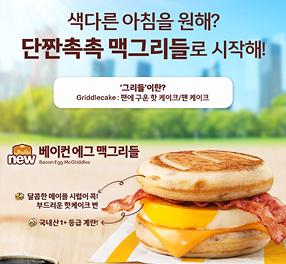 색다른 아침을 원해?
단짠촉촉 맥그리들로 시작해!
'그리들'이란?
Griddlecake : 팬에 구운 핫 케이크/팬 케이크
new
베이컨 에그 맥그리들
Bacon Egg McGriddles
달콤한 메이플 시럽이 콕!
부드러운 핫케이크 번
국내산 1+ 등급 계란!